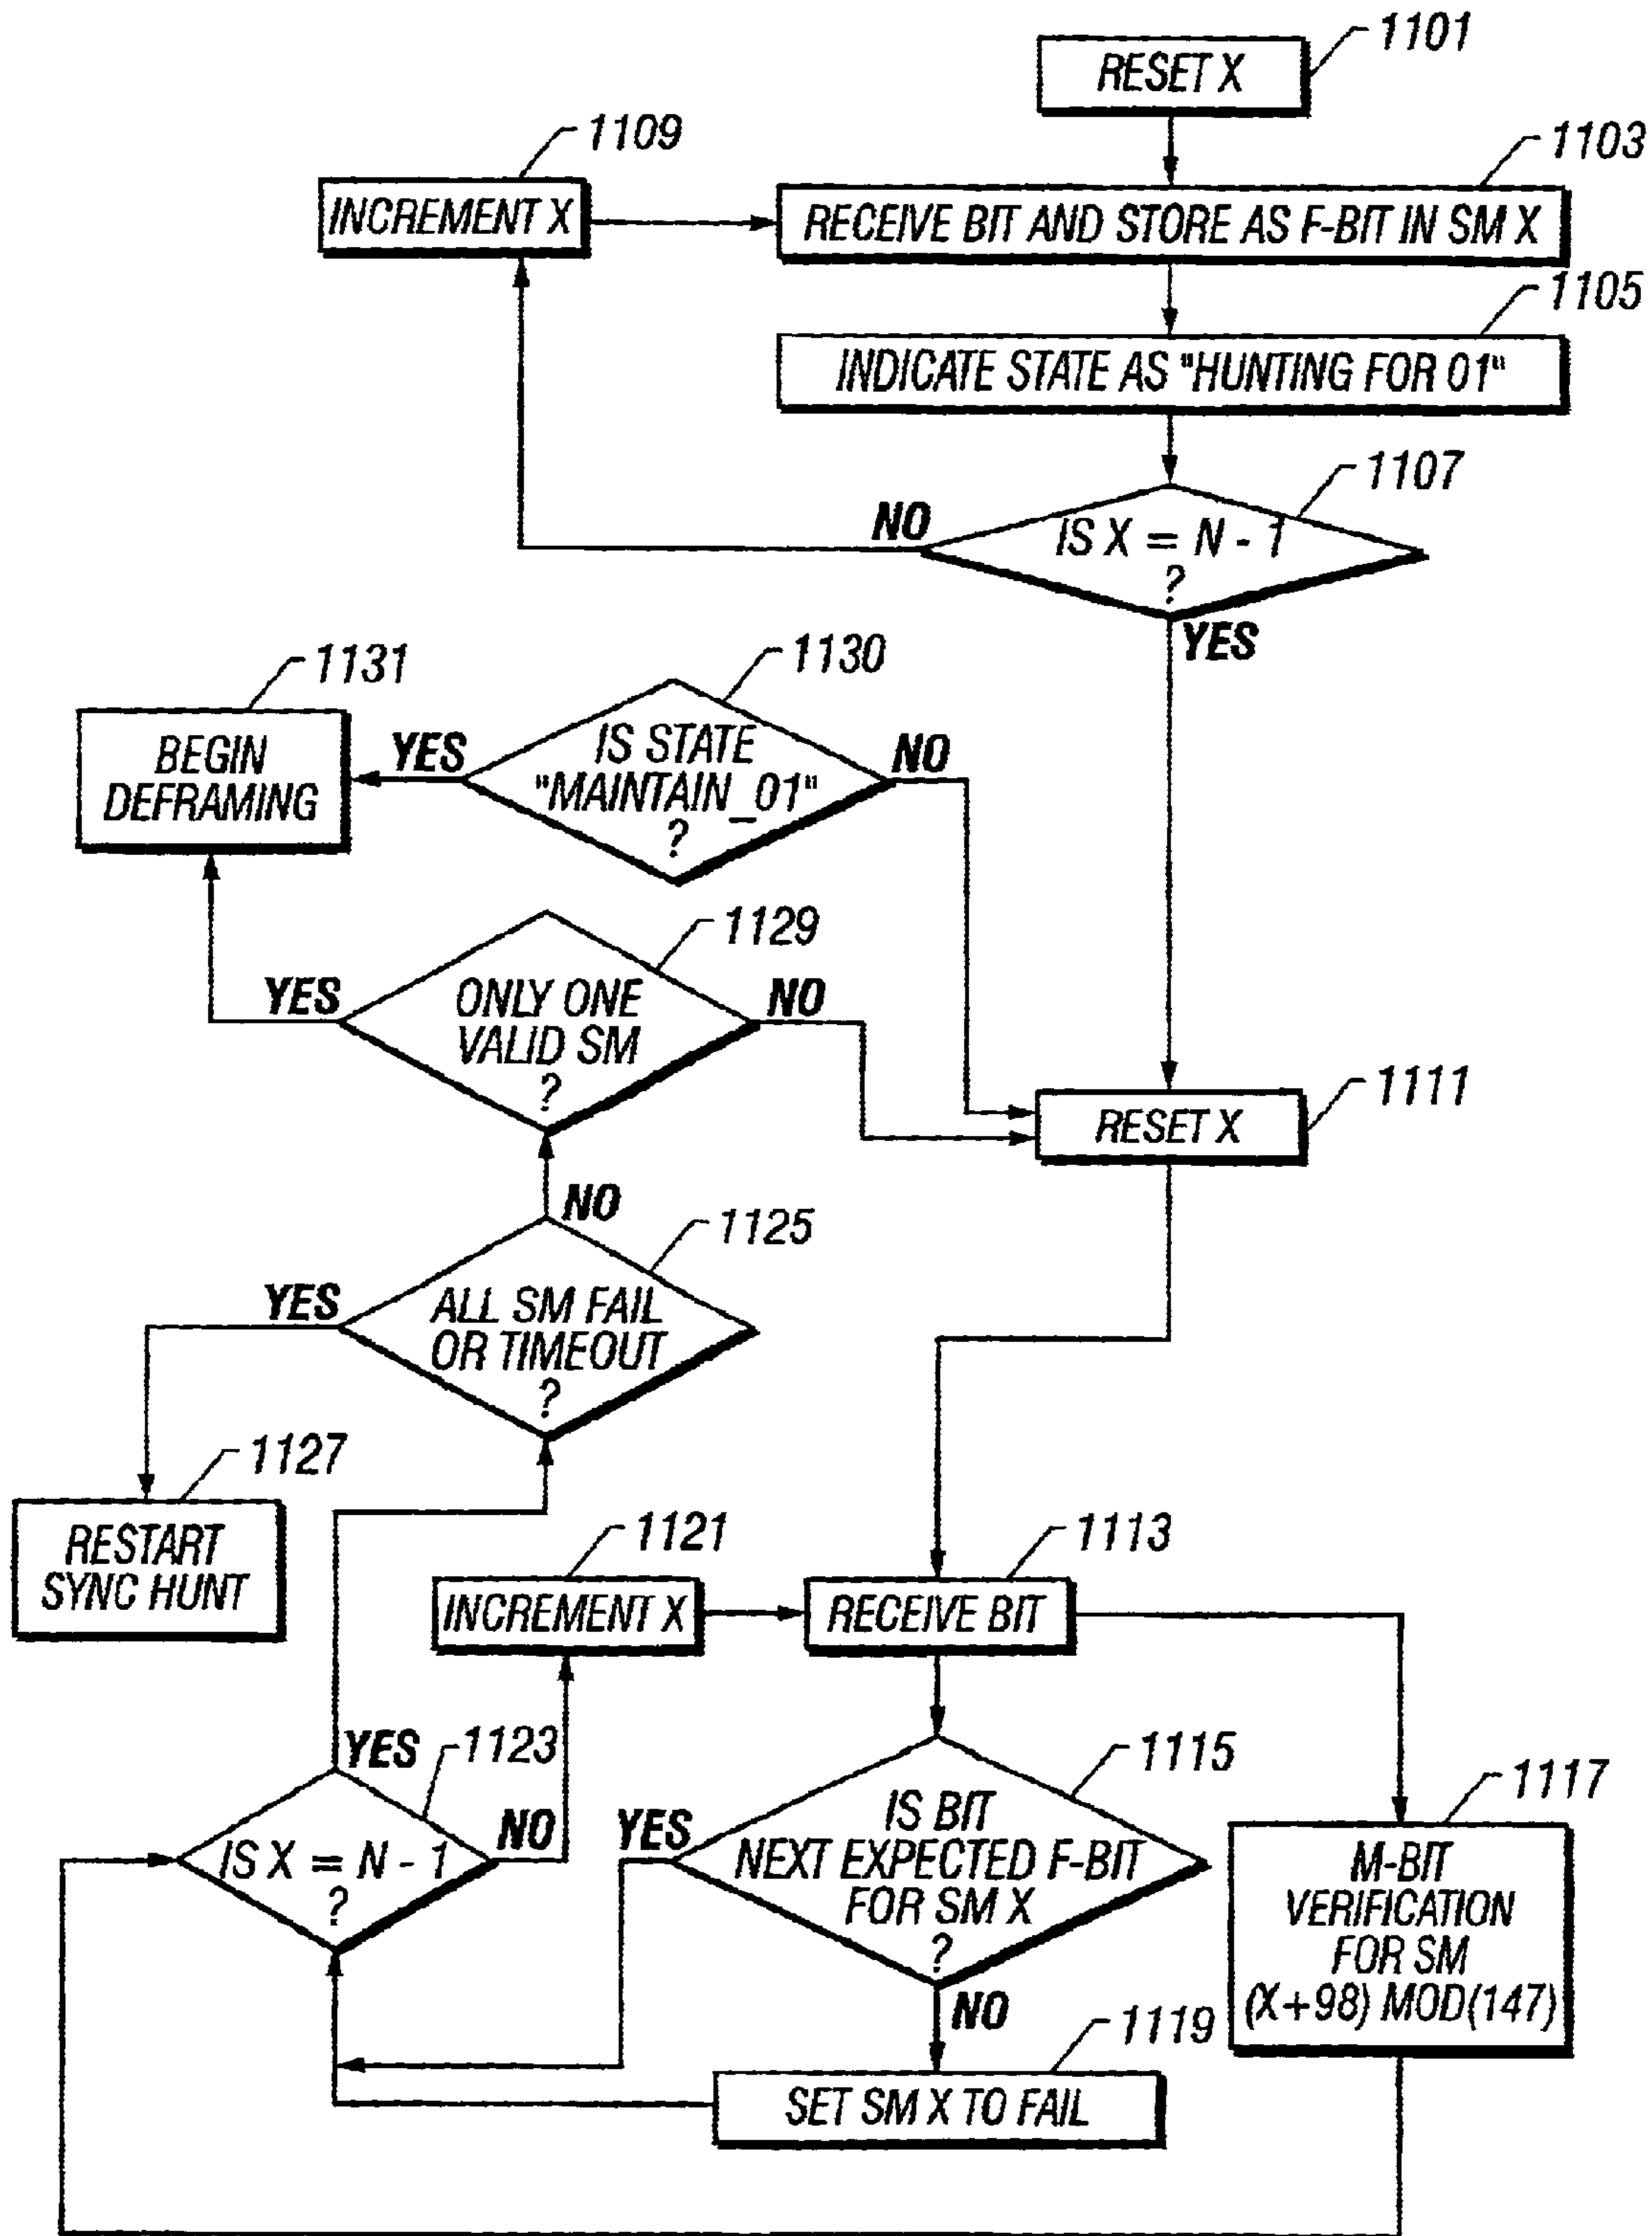 1101
RESET X
1109
1103
INCREMENT X
RECEIVE BIT AND STORE AS F-BIT IN SM X
1105
INDICATE STATE AS "HUNTING FOR 01"
1107
NO
IS X = N - 1
?
YES
1131
1130
BEGIN
DEFRAMING
YES
IS STATE
"MAINTAIN_01"
?
NO
1129
YES
ONLY ONE
VALID SM
?
NO
1111
RESET X
NO
1125
YES
ALL SM FAIL
OR TIMEOUT
?
1127
RESTART
SYNC HUNT
1121
1113
INCREMENT X
RECEIVE BIT
YES
1123
IS X = N - 1
?
NO
1115
YES
IS BIT
NEXT EXPECTED F-BIT
FOR SM X
?
NO
1117
M-BIT
VERIFICATION
FOR SM
(X+98) MOD(147)
1119
SET SM X TO FAIL